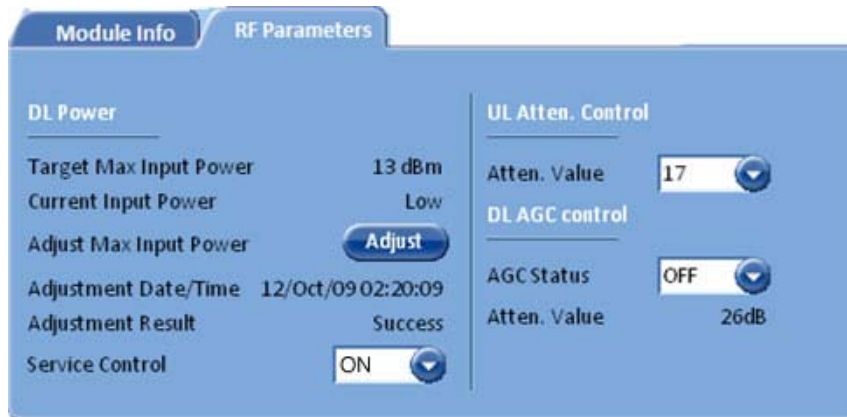 Module Info
RF Parameters
DL Power
Target Max Input Power 13 dBm
Current Input Power Low
Adjust Max Input Power Adjust
Adjustment Date/Time 12/Oct/09 02:20:09
Adjustment Result Success
Service Control ON
UL Atten. Control
Atten. Value 17
DL AGC control
AGC Status OFF
Atten. Value 26dB